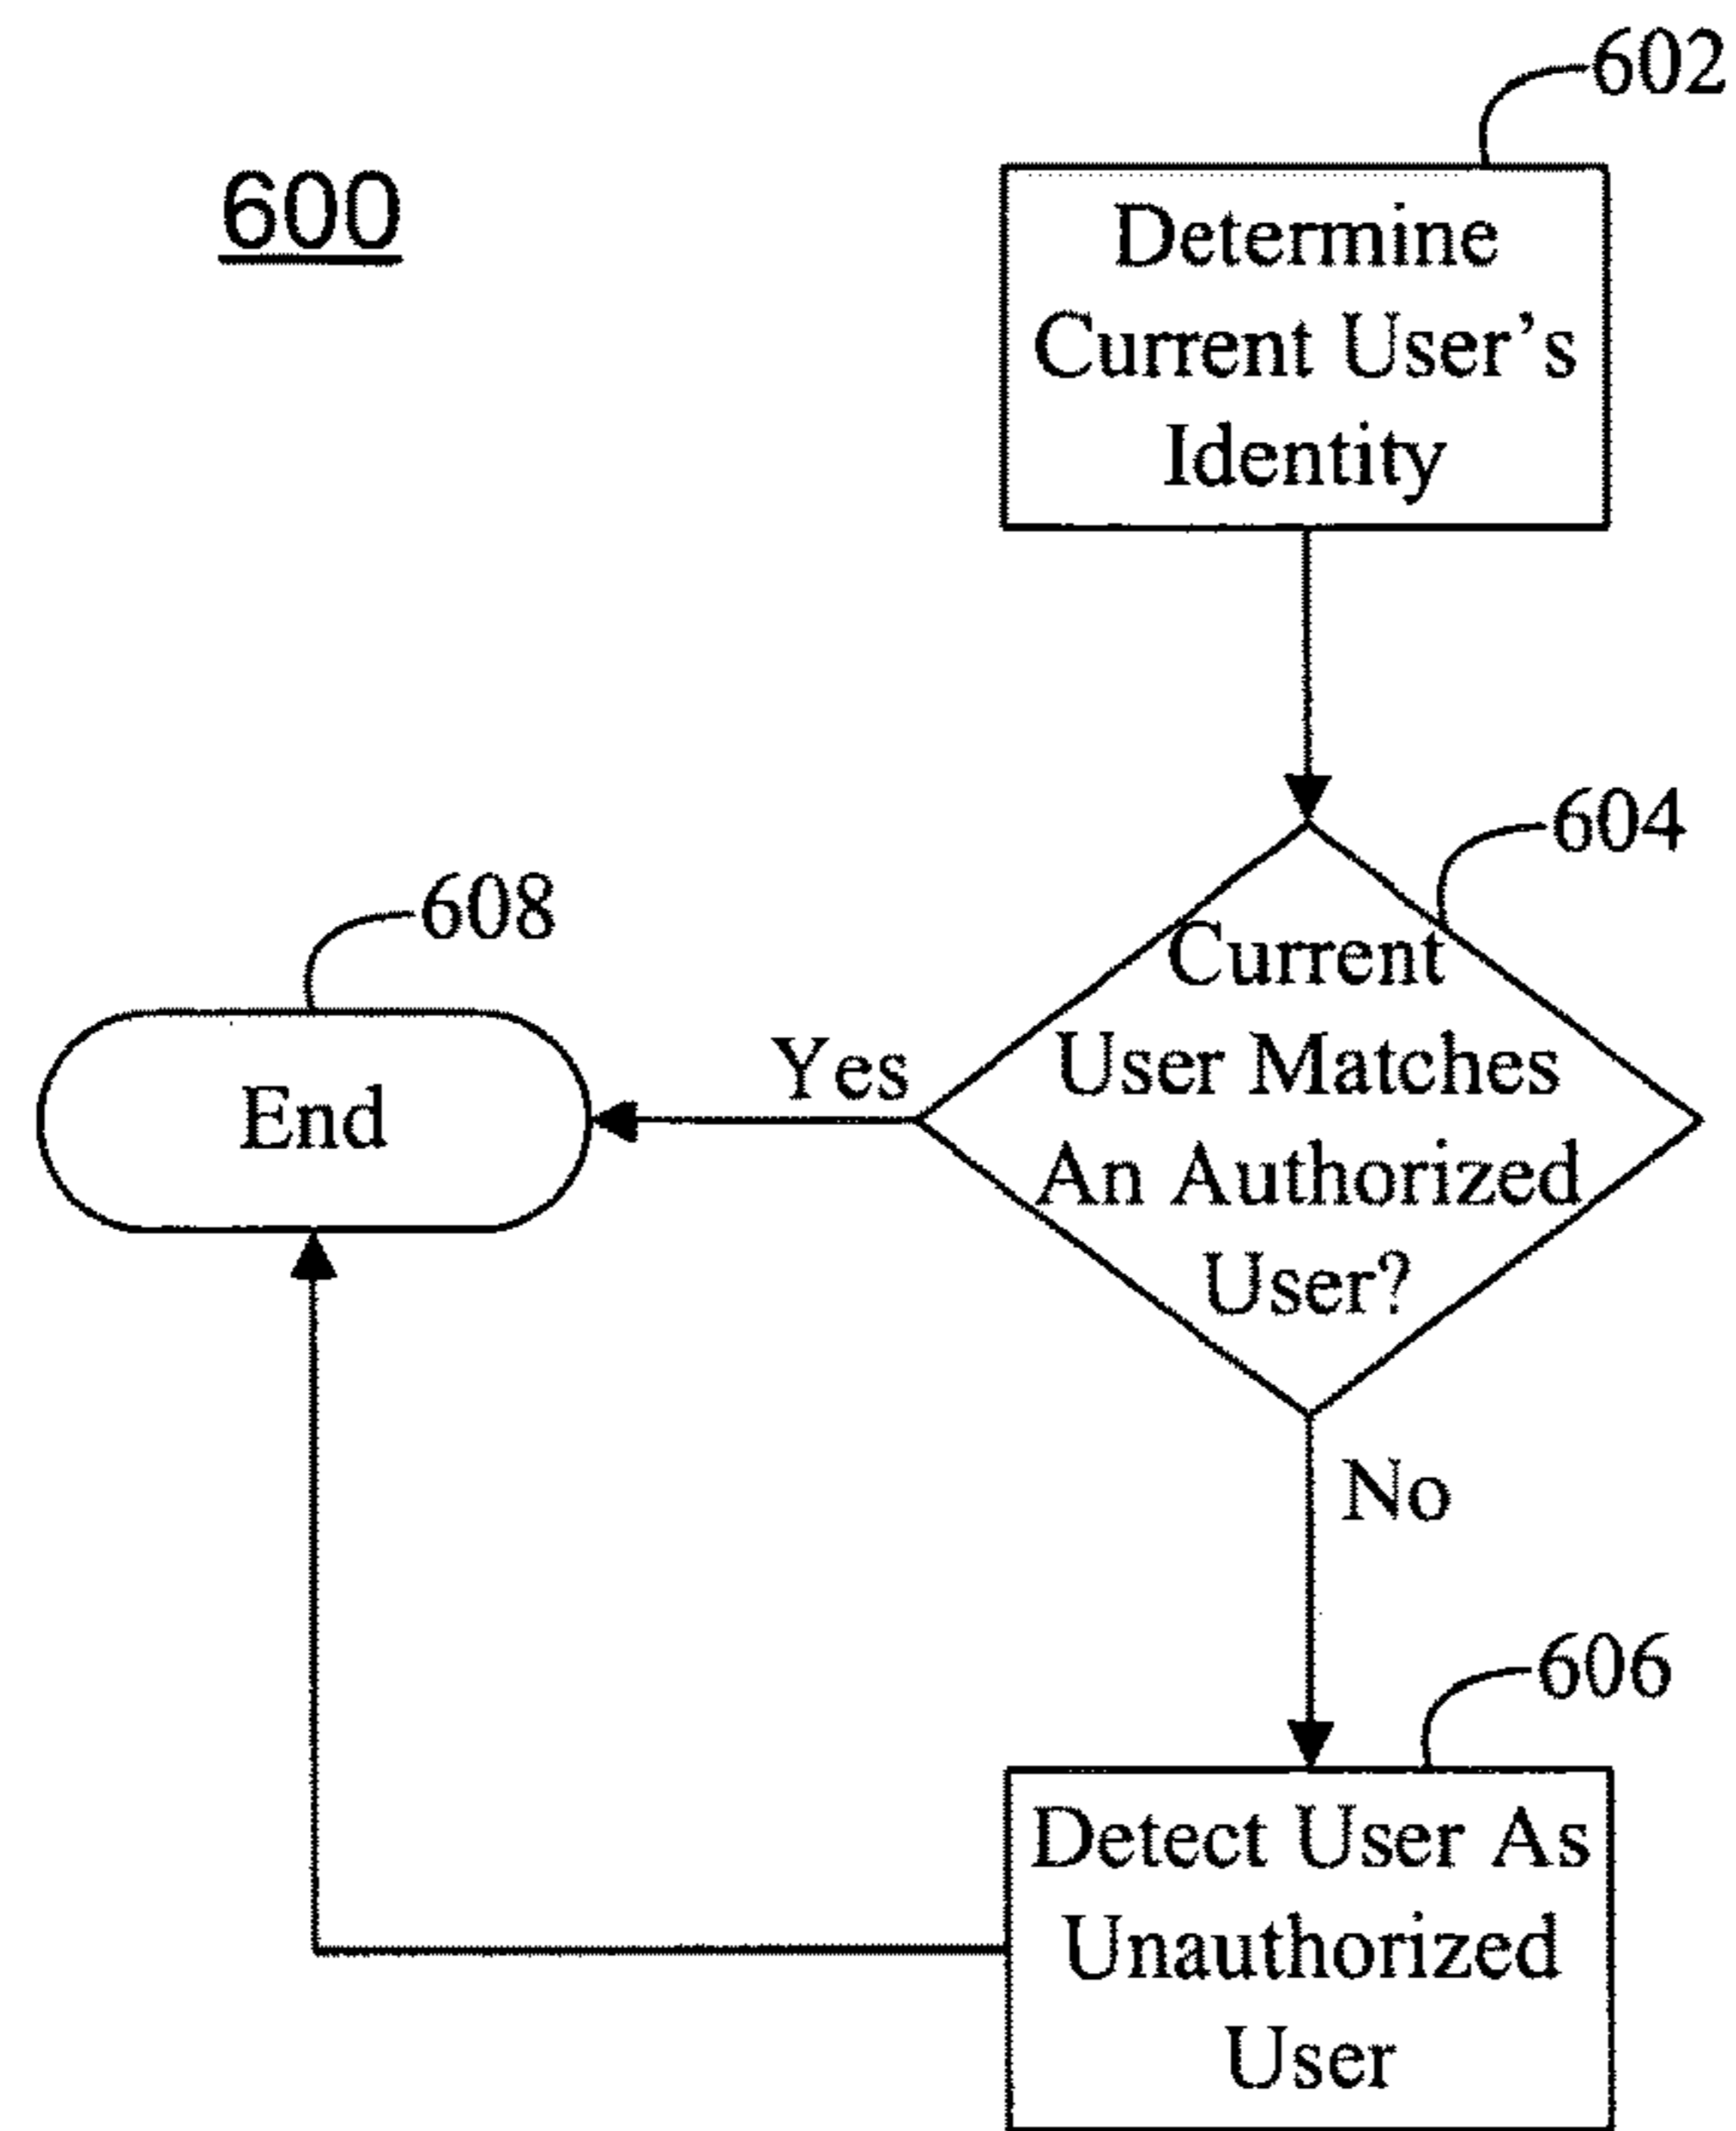 602
600
Determine
Current User's
Identity
604
608
Current
User Matches
An Authorized
User?
Yes
End
No
606
Detect User As
Unauthorized
User